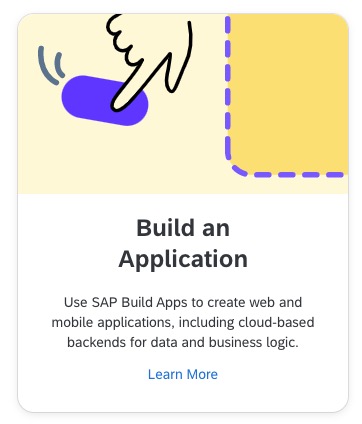 Build an
Application
Use SAP Build Apps to create web and
mobile applications, including cloud-based
backends for data and business logic.
Learn More